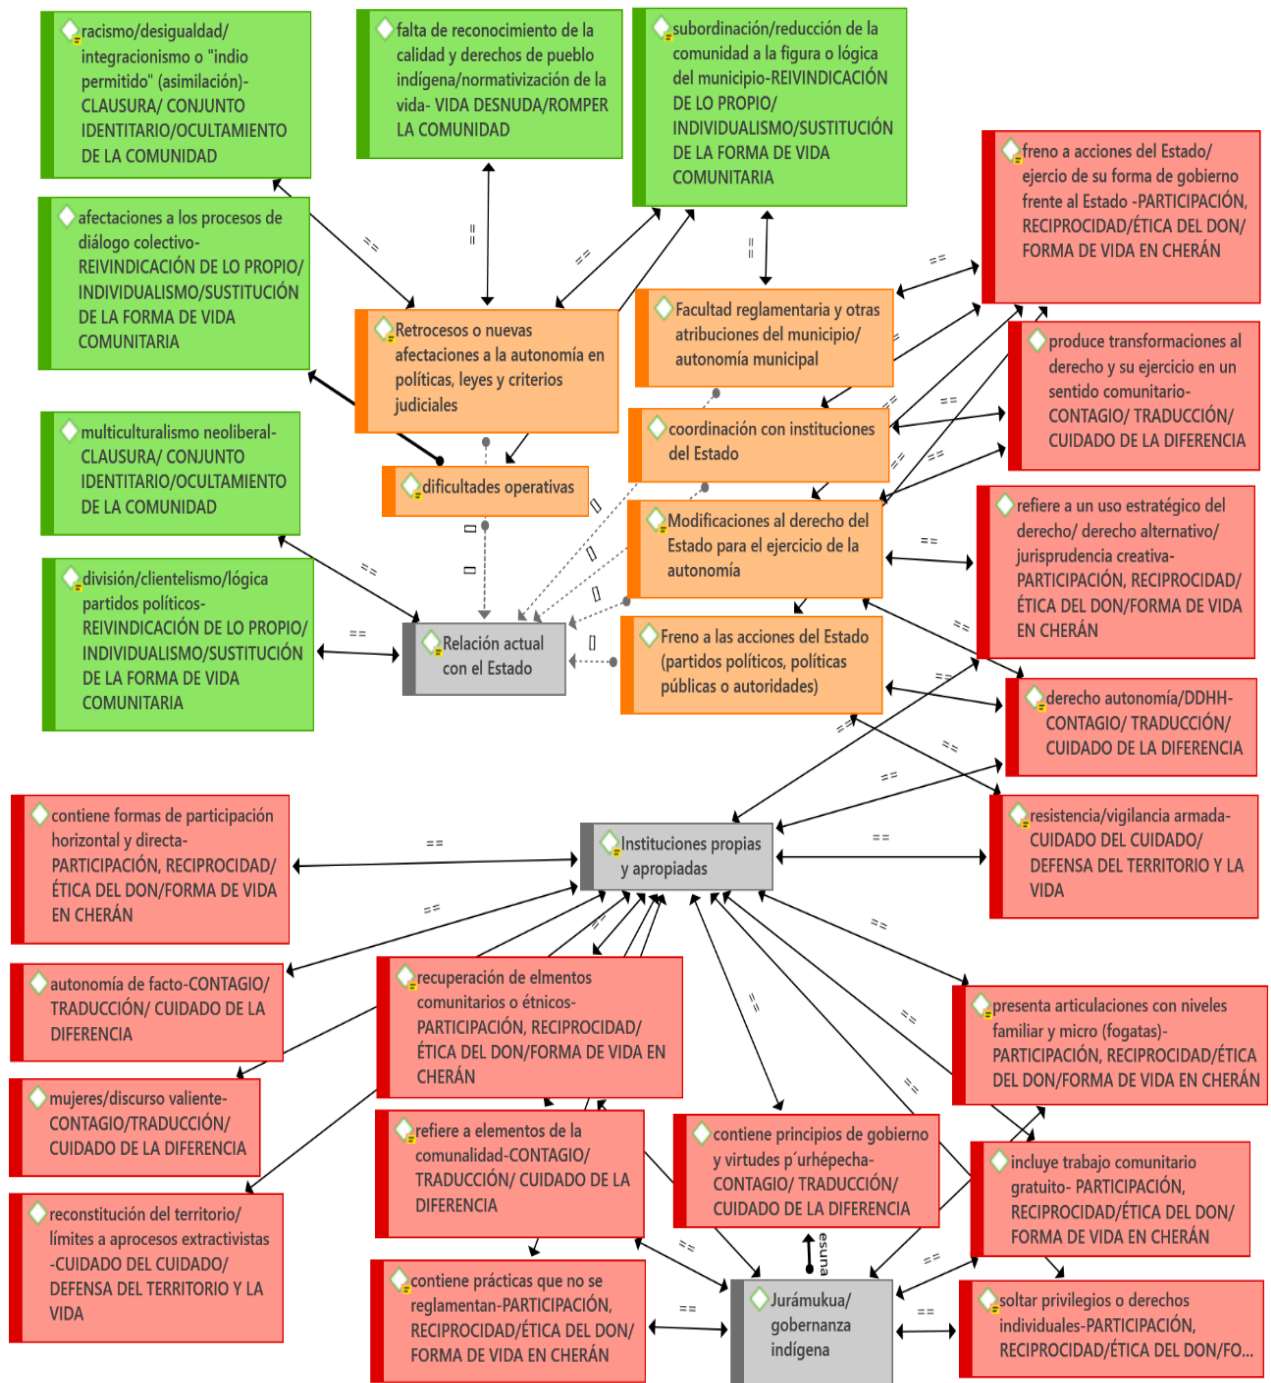 racismo/desigualdad/
integracionismo o "indio
permitido" (asimilación)-
CLAUSURA/ CONJUNTO
IDENTITARIO/OCULTAMIENTO
DE LA COMUNIDAD
falta de reconocimiento de la
calidad y derechos de pueblo
indígena/normativización de la
vida- VIDA DESNUDA/ROMPER
LA COMUNIDAD
subordinación/reducción de la
comunidad a la figura o lógica
del municipio-REIVINDICACIÓN
DE LO PROPIO/
INDIVIDUALISMO/SUSTITUCIÓN
DE LA FORMA DE VIDA
COMUNITARIA
freno a acciones del Estado/
ejercio de su forma de gobierno
frente al Estado -PARTICIPACIÓN,
RECIPROCIDAD/ÉTICA DEL DON/
FORMA DE VIDA EN CHERÁN
afectaciones a los procesos de
diálogo colectivo-
REIVINDICACIÓN DE LO PROPIO/
INDIVIDUALISMO/SUSTITUCIÓN
DE LA FORMA DE VIDA
COMUNITARIA
Retrocesos o nuevas
afectaciones a la autonomía en
políticas, leyes y criterios
judiciales
Facultad reglamentaria y otras
atribuciones del municipio/
autonomía municipal
produce transformaciones al
derecho y su ejercicio en un
sentido comunitario-
CONTAGIO/ TRADUCCIÓN/
CUIDADO DE LA DIFERENCIA
multiculturalismo neoliberal-
CLAUSURA/ CONJUNTO
IDENTITARIO/OCULTAMIENTO
DE LA COMUNIDAD
coordinación con instituciones
del Estado
dificultades operativas
Modificaciones al derecho del
Estado para el ejercicio de la
autonomía
refiere a un uso estratégico del
derecho/ derecho alternativo/
jurisprudencia creativa-
PARTICIPACIÓN, RECIPROCIDAD/
ÉTICA DEL DON/FORMA DE VIDA
EN CHERÁN
división/clientelismo/lógica
partidos políticos-
REIVINDICACIÓN DE LO PROPIO/
INDIVIDUALISMO/SUSTITUCIÓN
DE LA FORMA DE VIDA
COMUNITARIA
Relación actual
con el Estado
Freno a las acciones del Estado
(partidos políticos, políticas
públicas o autoridades)
derecho autonomía/DDHH-
CONTAGIO/ TRADUCCIÓN/
CUIDADO DE LA DIFERENCIA
contiene formas de participación
horizontal y directa-
PARTICIPACIÓN, RECIPROCIDAD/
ÉTICA DEL DON/FORMA DE VIDA
EN CHERÁN
Instituciones propias
y apropiadas
resistencia/vigilancia armada-
CUIDADO DEL CUIDADO/
DEFENSA DEL TERRITORIO Y LA
VIDA
autonomía de facto-CONTAGIO/
TRADUCCIÓN/ CUIDADO DE LA
DIFERENCIA
recuperación de elmentos
comunitarios o étnicos-
PARTICIPACIÓN, RECIPROCIDAD/
ÉTICA DEL DON/FORMA DE VIDA EN
CHERÁN
presenta articulaciones con niveles
familiar y micro (fogatas)-
PARTICIPACIÓN, RECIPROCIDAD/ÉTICA
DEL DON/FORMA DE VIDA EN CHERÁN
mujeres/discurso valiente-
CONTAGIO/TRADUCCIÓN/
CUIDADO DE LA DIFERENCIA
refiere a elementos de la
comunalidad-CONTAGIO/
TRADUCCIÓN/ CUIDADO DE LA
DIFERENCIA
contiene principios de gobierno
y virtudes p´urhépecha-
CONTAGIO/ TRADUCCIÓN/
CUIDADO DE LA DIFERENCIA
incluye trabajo comunitario
gratuito- PARTICIPACIÓN,
RECIPROCIDAD/ÉTICA DEL DON/
FORMA DE VIDA EN CHERÁN
reconstitución del territorio/
límites a aprocesos extractivistas
-CUIDADO DEL CUIDADO/
DEFENSA DEL TERRITORIO Y LA
VIDA
esuna
contiene prácticas que no se
reglamentan-PARTICIPACIÓN,
RECIPROCIDAD/ÉTICA DEL DON/
FORMA DE VIDA EN CHERÁN
Jurámukua/
gobernanza
indígena
soltar privilegios o derechos
individuales-PARTICIPACIÓN,
RECIPROCIDAD/ÉTICA DEL DON/FO...